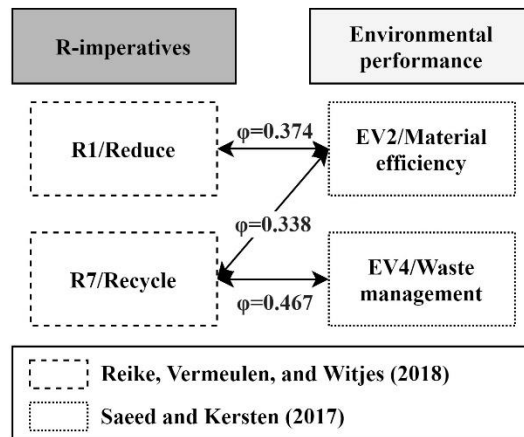 R-imperatives
Environmental
performance
R1/Reduce
φ=0.374
EV2/Material
efficiency
φ=0.338
R7/Recycle
φ=0.467
EV4/Waste
management
Reike, Vermeulen, and Witjes (2018)
Saeed and Kersten (2017)